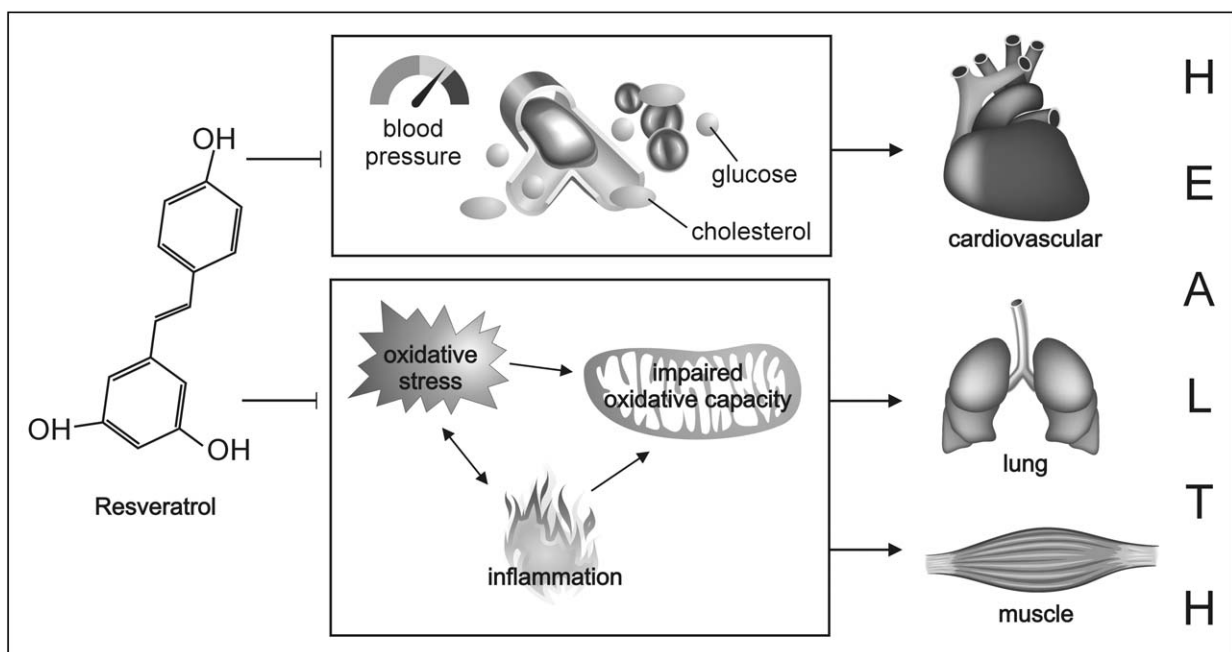 OH
OH
OH
Resveratrol
blood
pressure
glucose
cholesterol
oxidative
stress
impaired
oxidative capacity
inflammation
cardiovascular
lung
muscle
H
E
A
L
T
H